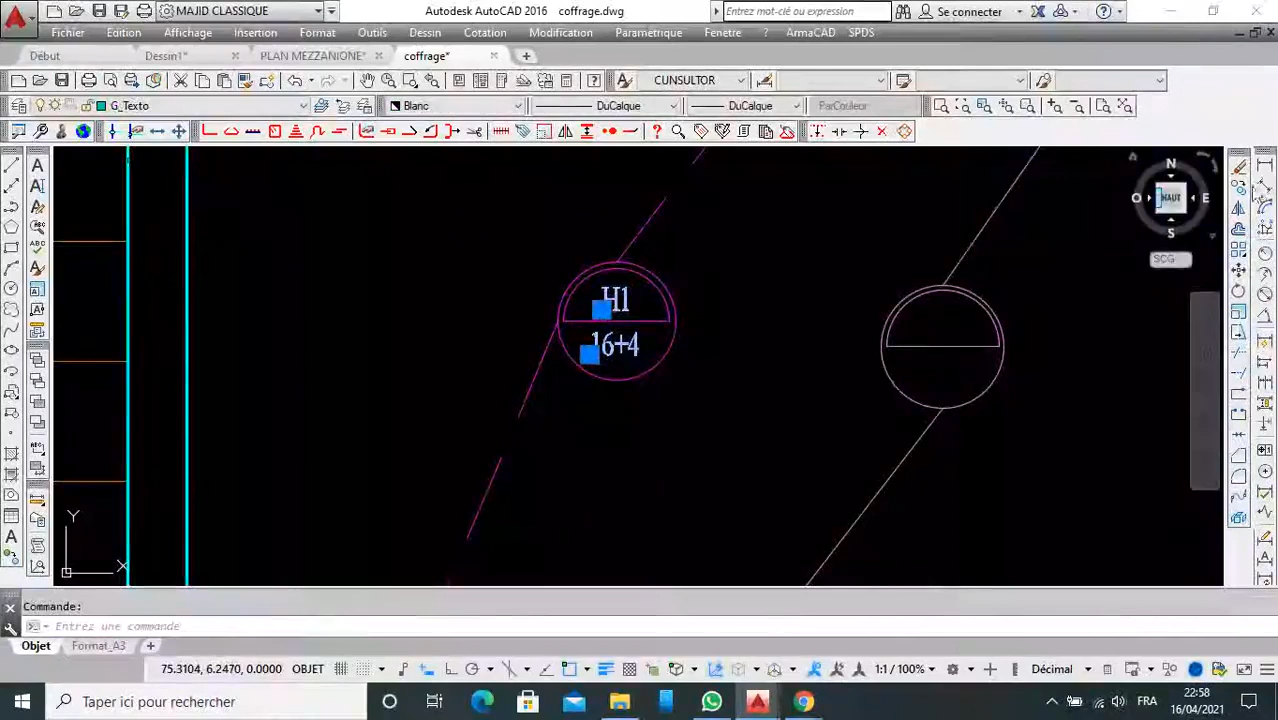 MAJID CLASSIQUE
Autodesk AutoCAD 2016 coffrage.dwg
Entrez mot-clé ou expression
Se connecter
Fichier Edition Affichage Insertion Format Outils Dessin Cotation Modification Paramétrique Fenetre ? ArmaCAD SPDS
Début Dessin1* PLAN MEZZANIONE* coffrage*
CUNSULTOR
G_Texto Blanc DuCalque DuCalque ParCouleur
N
O HAUT E
S
SCG
H1
16+4
Y
X
Commande:
Entrez une commande
Objet Format_A3
75.3104, 6.2470, 0.0000 OBJET 1:1 / 100% Décimal
Taper ici pour rechercher
FRA
22:58
16/04/2021